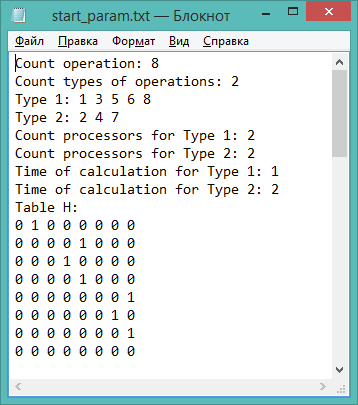 start_param.txt — Блокнот
Файл Правка Формат Вид Справка
Count operation: 8
Count types of operations: 2
Type 1: 1 3 5 6 8
Type 2: 2 4 7
Count processors for Type 1: 2
Count processors for Type 2: 2
Time of calculation for Type 1: 1
Time of calculation for Type 2: 2
Table H:
0 1 0 0 0 0 0 0
0 0 0 0 1 0 0 0
0 0 0 1 0 0 0 0
0 0 0 0 1 0 0 0
0 0 0 0 0 0 0 1
0 0 0 0 0 0 1 0
0 0 0 0 0 0 0 1
0 0 0 0 0 0 0 0